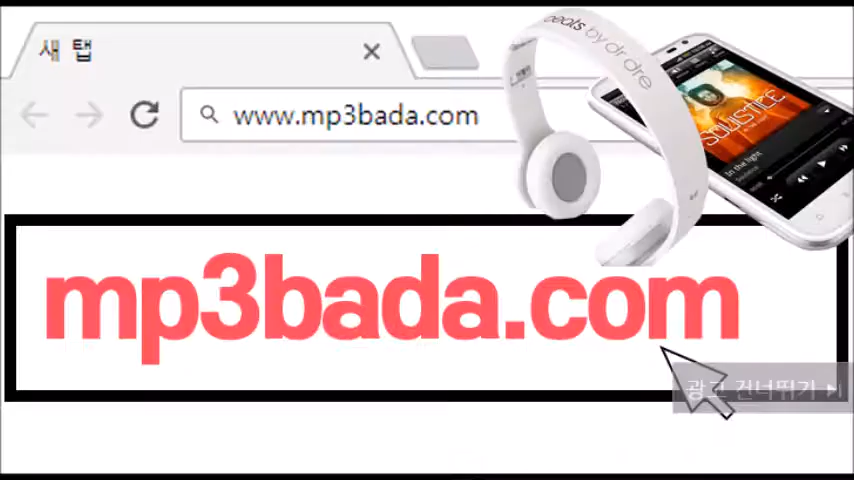 새 탭
www.mp3bada.com
beats by dr dre
SOULSTICE
In the light
mp3bada.com
광고 건너뛰기